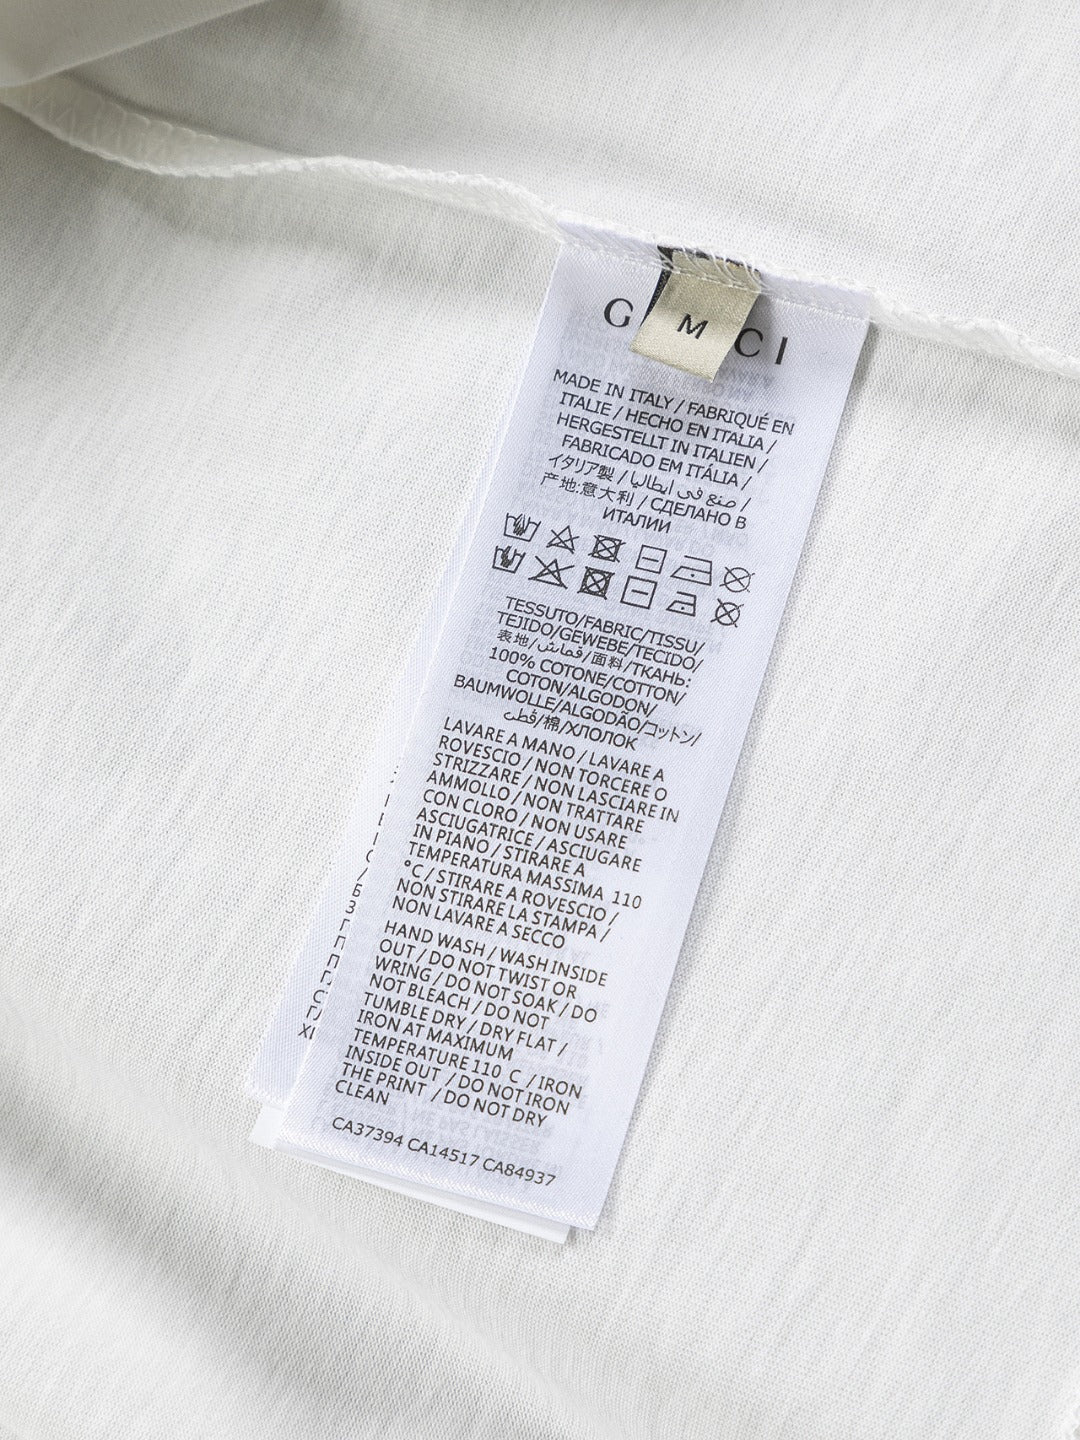 G CI
M
MADE IN ITALY / FABRIQUÉ EN
ITALIE / HECHO EN ITALIA /
HERGESTELLT IN ITALIEN /
FABRICADO EM ITÁLIA /
イタリア製 / صنع في ايطاليا /
产地:意大利 / СДЕЛАНО В
ИТАЛИИ
TESSUTO/FABRIC/TISSU/
TEJIDO/GEWEBE/TECIDO/
表地/قماش/面料/ТКАНЬ:
100% COTONE/COTTON/
COTON/ALGODON/
BAUMWOLLE/ALGODÃO/コットン/
قطن/棉/ХЛОПОК
LAVARE A MANO / LAVARE A
ROVESCIO / NON TORCERE O
STRIZZARE / NON LASCIARE IN
AMMOLLO / NON TRATTARE
CON CLORO / NON USARE
ASCIUGATRICE / ASCIUGARE
IN PIANO / STIRARE A
TEMPERATURA MASSIMA 110
°C / STIRARE A ROVESCIO /
NON STIRARE LA STAMPA /
NON LAVARE A SECCO
HAND WASH / WASH INSIDE
OUT / DO NOT TWIST OR
WRING / DO NOT SOAK / DO
NOT BLEACH / DO NOT
TUMBLE DRY / DRY FLAT /
IRON AT MAXIMUM
TEMPERATURE 110 C / IRON
INSIDE OUT / DO NOT IRON
THE PRINT / DO NOT DRY
CLEAN
CA37394 CA14517 CA84937